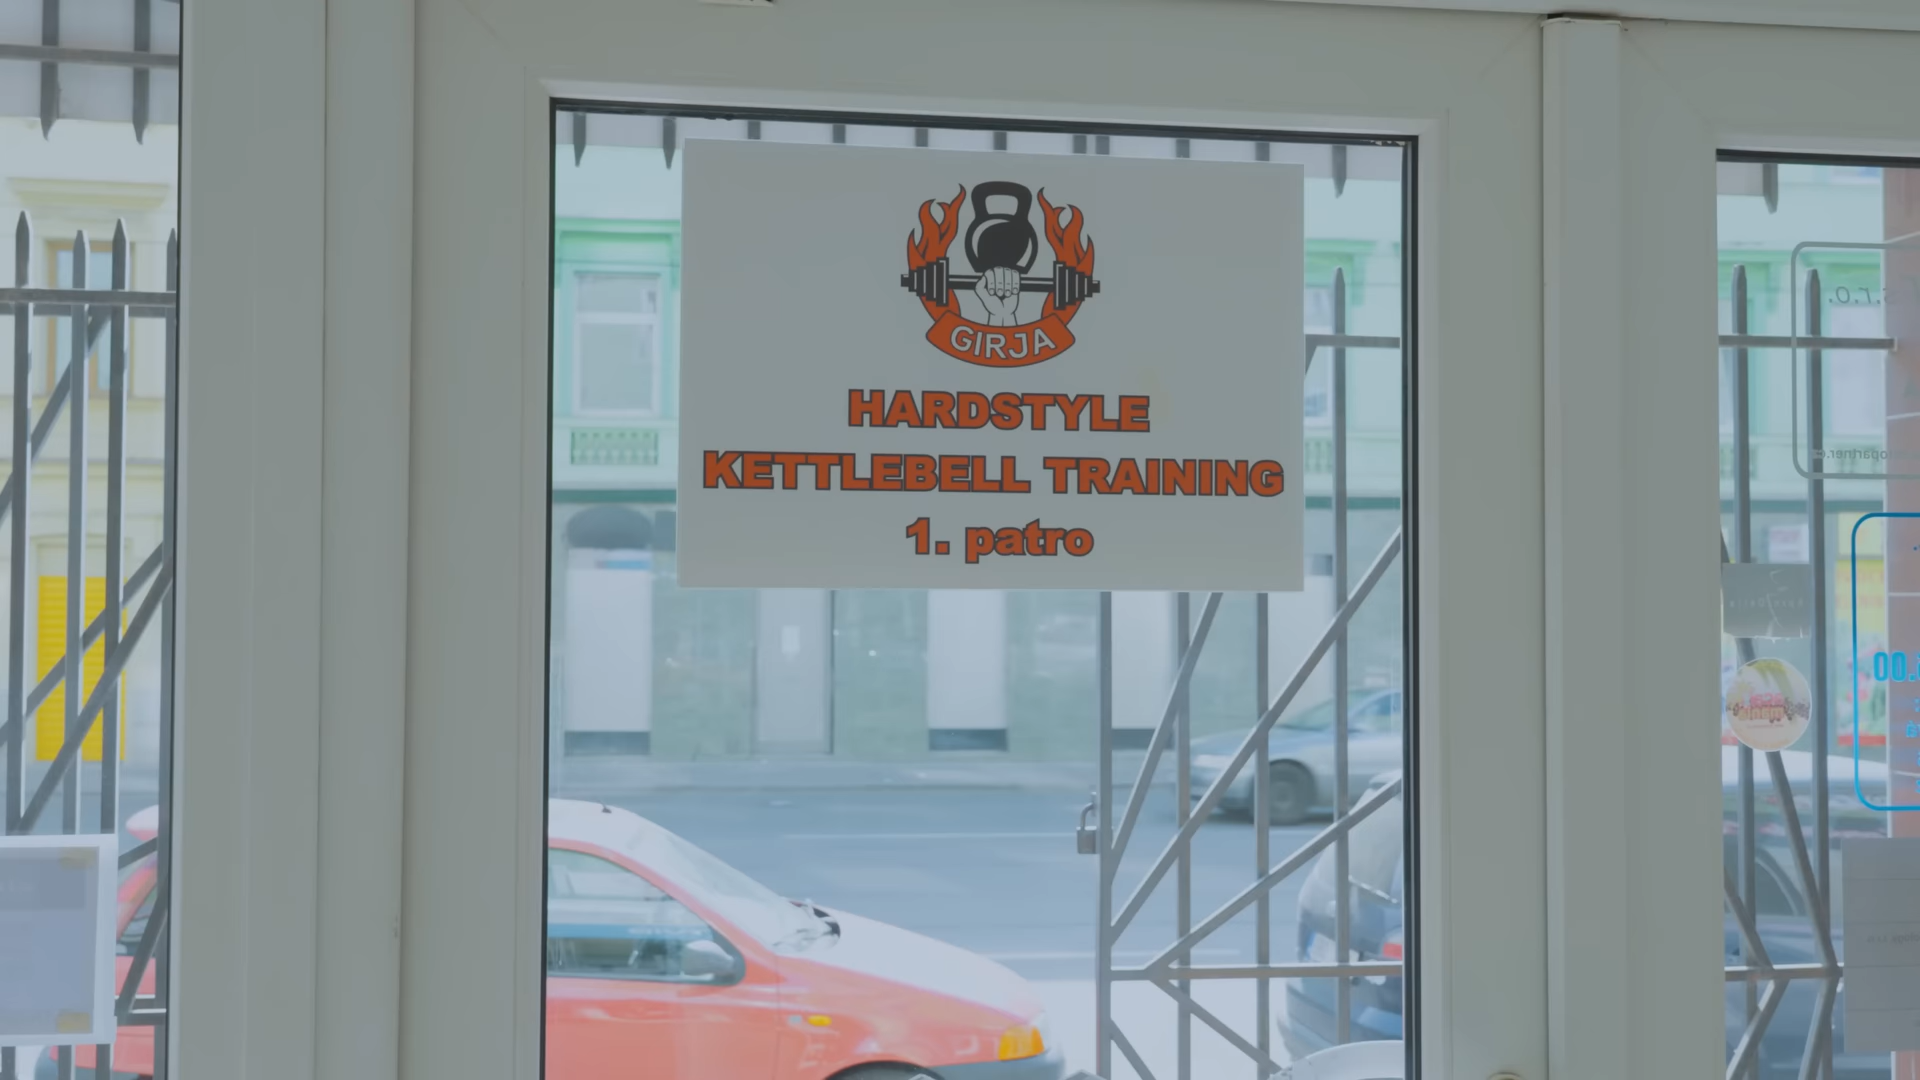 GIRJA
HARDSTYLE
KETTLEBELL TRAINING
1. patro
s.r.o.